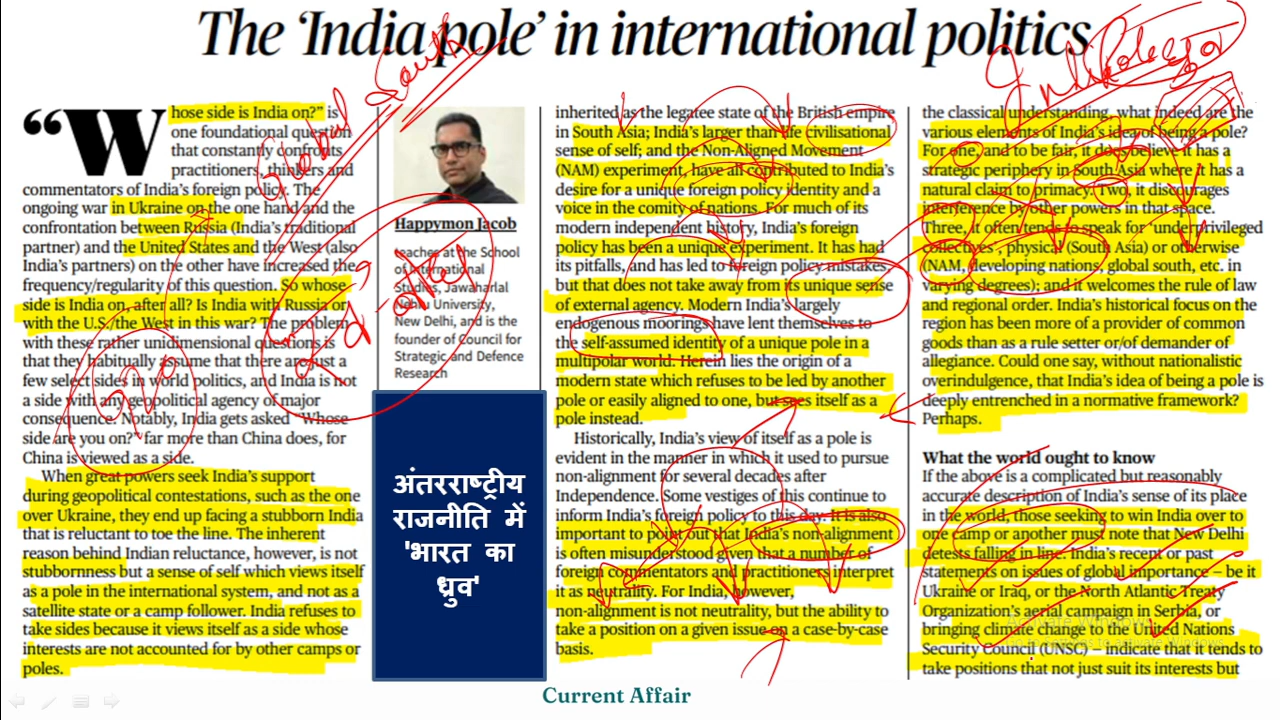 The 'India pole' in international politics
"Whose side is India on?" is
one foundational question
that constantly confronts
practitioners, thinkers and
commentators of India's foreign policy. The
ongoing war in Ukraine on the one hand and the
confrontation between Russia (India's traditional
partner) and the United States and the West (also
India's partners) on the other have increased the
frequency/regularity of this question. So whose
side is India on, after all? Is India with Russia or
with the U.S./the West in this war? The problem
with these rather unidimensional questions is
that they habitually assume that there are just a
few select sides in world politics, and India is not
a side with any geopolitical agency of major
consequence. Notably, India gets asked "Whose
side are you on?" far more than China does, for
China is viewed as a side.
When great powers seek India's support
during geopolitical contestations, such as the one
over Ukraine, they end up facing a stubborn India
that is reluctant to toe the line. The inherent
reason behind Indian reluctance, however, is not
stubbornness but a sense of self which views itself
as a pole in the international system, and not as a
satellite state or a camp follower. India refuses to
take sides because it views itself as a side whose
interests are not accounted for by other camps or
poles.
Global South
Happymon Jacob
teaches at the School
of International
Studies, Jawaharlal
Nehru University,
New Delhi, and is the
founder of Council for
Strategic and Defence
Research
अंतरराष्ट्रीय
राजनीति में
'भारत का
ध्रुव'
inherited as the legatee state of the British empire
in South Asia; India's larger than life civilisational
sense of self; and the Non-Aligned Movement
(NAM) experiment, have all contributed to India's
desire for a unique foreign policy identity and a
voice in the comity of nations. For much of its
modern independent history, India's foreign
policy has been a unique experiment. It has had
its pitfalls, and has led to foreign policy mistakes,
but that does not take away from its unique sense
of external agency. Modern India's largely
endogenous moorings have lent themselves to
the self-assumed identity of a unique pole in a
multipolar world. Herein lies the origin of a
modern state which refuses to be led by another
pole or easily aligned to one, but sees itself as a
pole instead.
Historically, India's view of itself as a pole is
evident in the manner in which it used to pursue
non-alignment for several decades after
Independence. Some vestiges of this continue to
inform India's foreign policy to this day. It is also
important to point out that India's non-alignment
is often misunderstood given that a number of
foreign commentators and practitioners interpret
it as neutrality. For India, however,
non-alignment is not neutrality, but the ability to
take a position on a given issue on a case-by-case
basis.
the classical understanding, what indeed are the
various elements of India's idea of being a pole?
For one, and to be fair, it does believe it has a
strategic periphery in South Asia where it has a
natural claim to primacy. Two, it discourages
interference by other powers in that space.
Three, it often tends to speak for 'underprivileged
collectives', physical (South Asia) or otherwise
(NAM, developing nations, global south, etc. in
varying degrees); and it welcomes the rule of law
and regional order. India's historical focus on the
region has been more of a provider of common
goods than as a rule setter or/of demander of
allegiance. Could one say, without nationalistic
overindulgence, that India's idea of being a pole is
deeply entrenched in a normative framework?
Perhaps.
What the world ought to know
If the above is a complicated but reasonably
accurate description of India's sense of its place
in the world, those seeking to win India over to
one camp or another must note that New Delhi
detests falling in line. India's recent or past
statements on issues of global importance – be it
Ukraine or Iraq, or the North Atlantic Treaty
Organization's aerial campaign in Serbia, or
bringing climate change to the United Nations
Security Council (UNSC) – indicate that it tends to
take positions that not just suit its interests but
Activate Windows
Current Affair